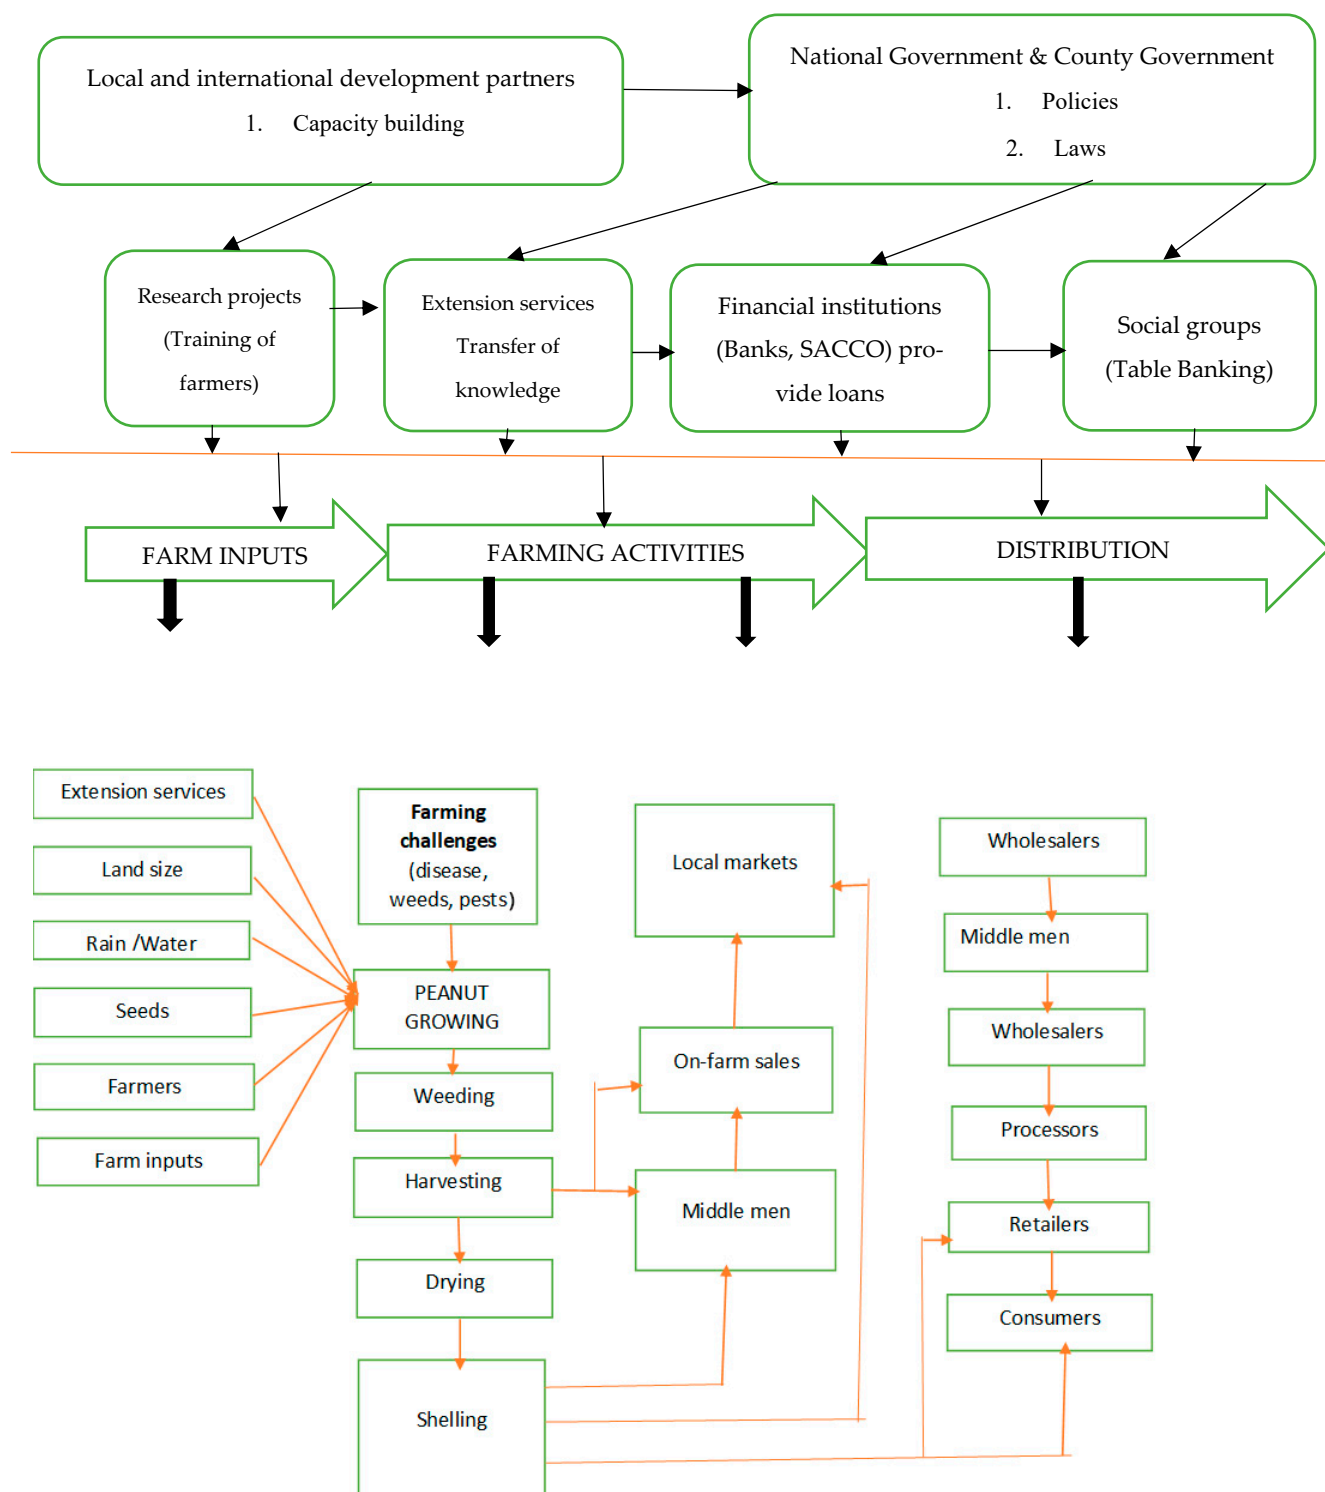 Local and international development partners
1. Capacity building
National Government & County Government
1. Policies
2. Laws
Research projects
(Training of
farmers)
Extension services
Transfer of
knowledge
Financial institutions
(Banks, SACCO) pro-
vide loans
Social groups
(Table Banking)
FARM INPUTS
FARMING ACTIVITIES
DISTRIBUTION
Extension services
Land size
Rain /Water
Seeds
Farmers
Farm inputs
Farming
challenges
(disease,
weeds, pests)
PEANUT
GROWING
Weeding
Harvesting
Drying
Shelling
Local markets
On-farm sales
Middle men
Wholesalers
Middle men
Wholesalers
Processors
Retailers
Consumers